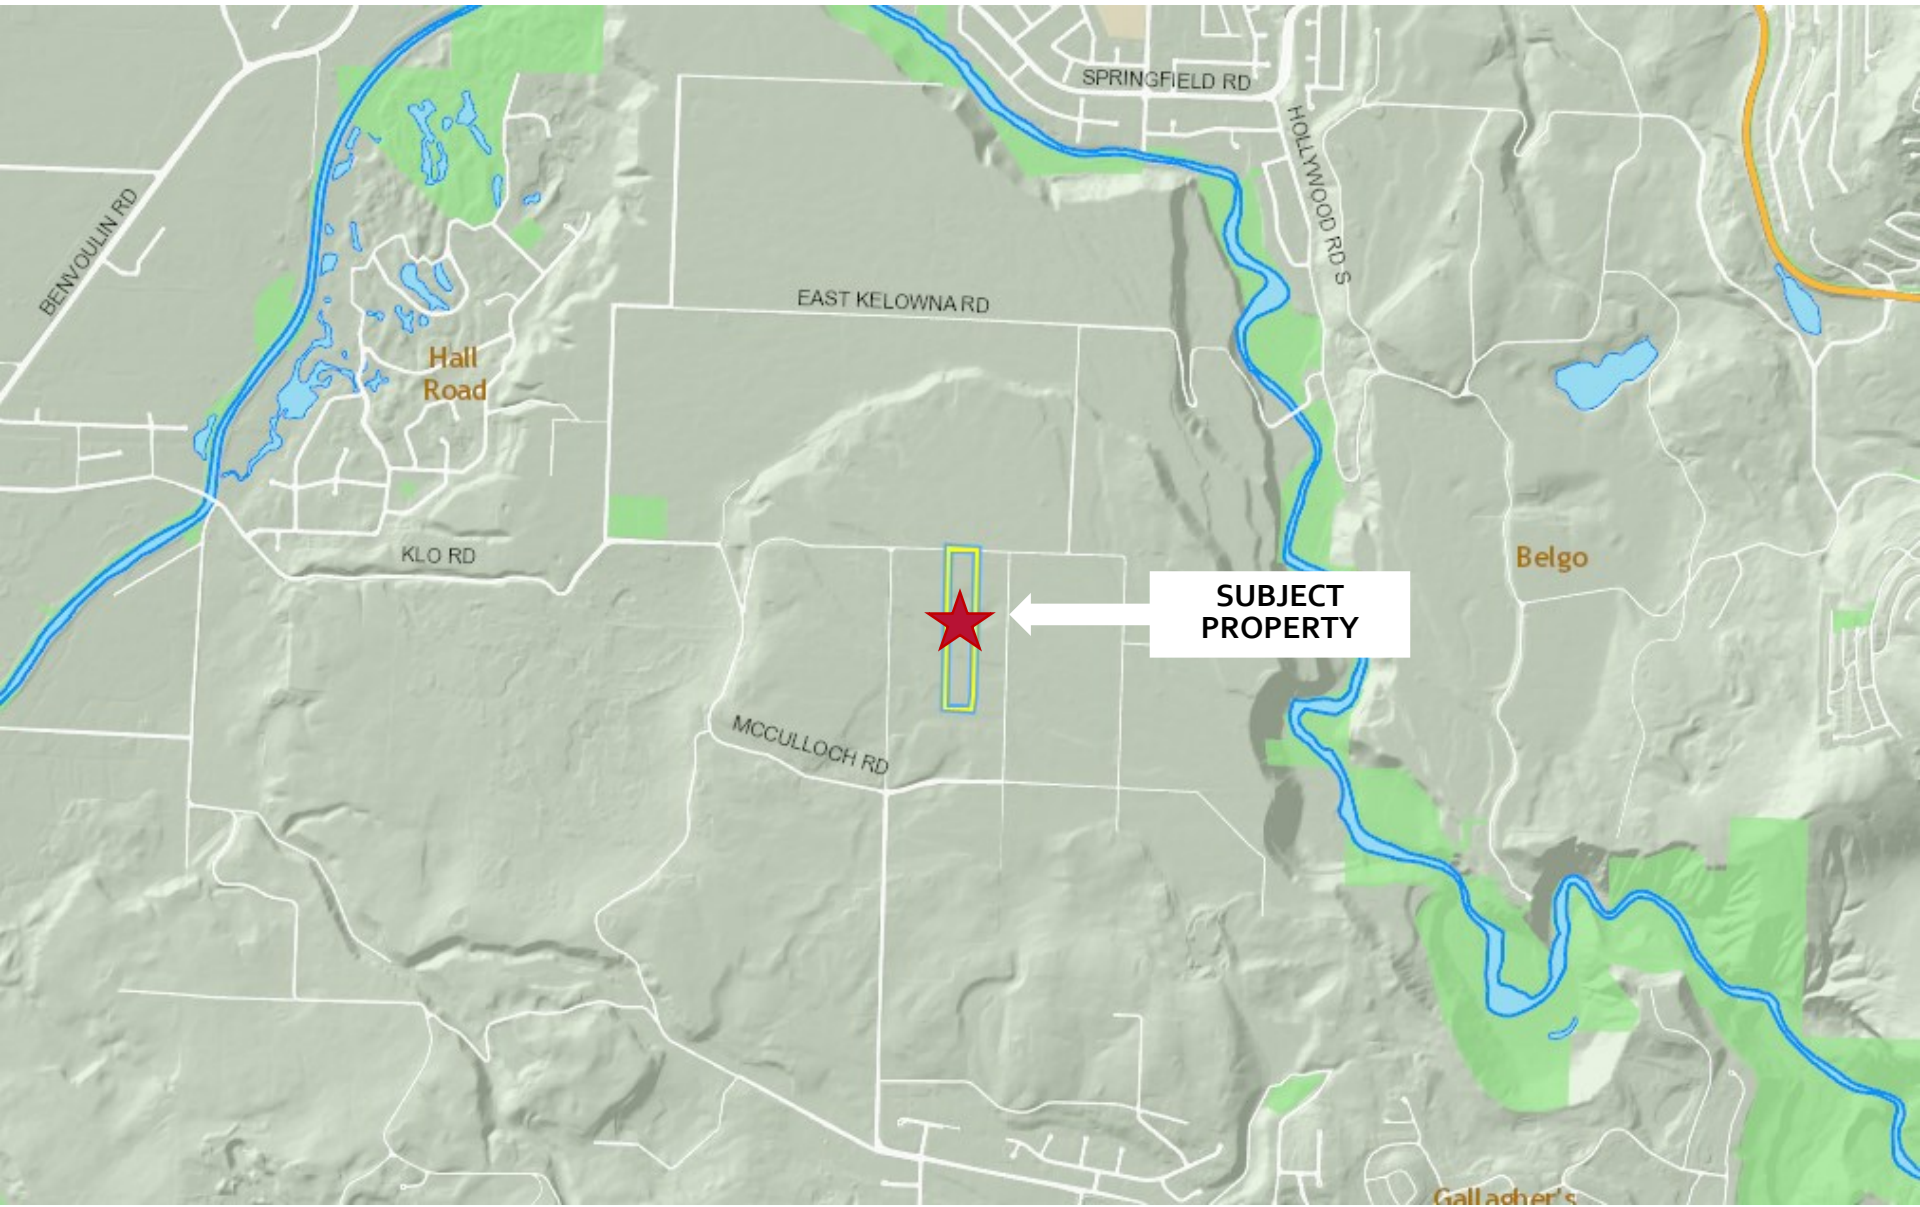 SPRINGFIELD RD
HOLLYWOOD RD S
BENVOULIN RD
EAST KELOWNA RD
Hall
Road
KLO RD
Belgo
SUBJECT
PROPERTY
MCCULLOCH RD
Gallagher's